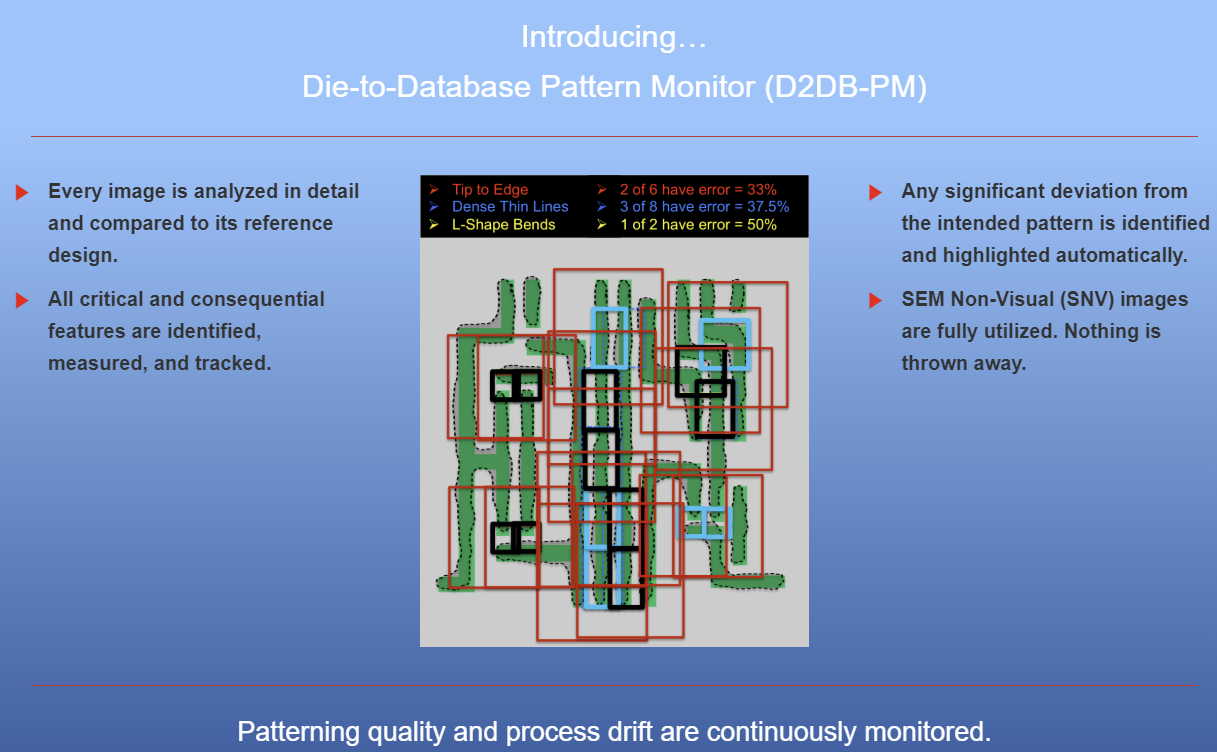 Introducing…
Die-to-Database Pattern Monitor (D2DB-PM)
Every image is analyzed in detail
and compared to its reference
design.
All critical and consequential
features are identified,
measured, and tracked.
Tip to Edge
Dense Thin Lines
L-Shape Bends
2 of 6 have error = 33%
3 of 8 have error = 37.5%
1 of 2 have error = 50%
Any significant deviation from
the intended pattern is identified
and highlighted automatically.
SEM Non-Visual (SNV) images
are fully utilized. Nothing is
thrown away.
Patterning quality and process drift are continuously monitored.